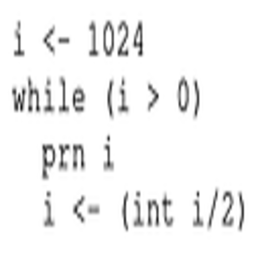 i <- 1024
while (i > 0)
prn i
i <- (int i/2)